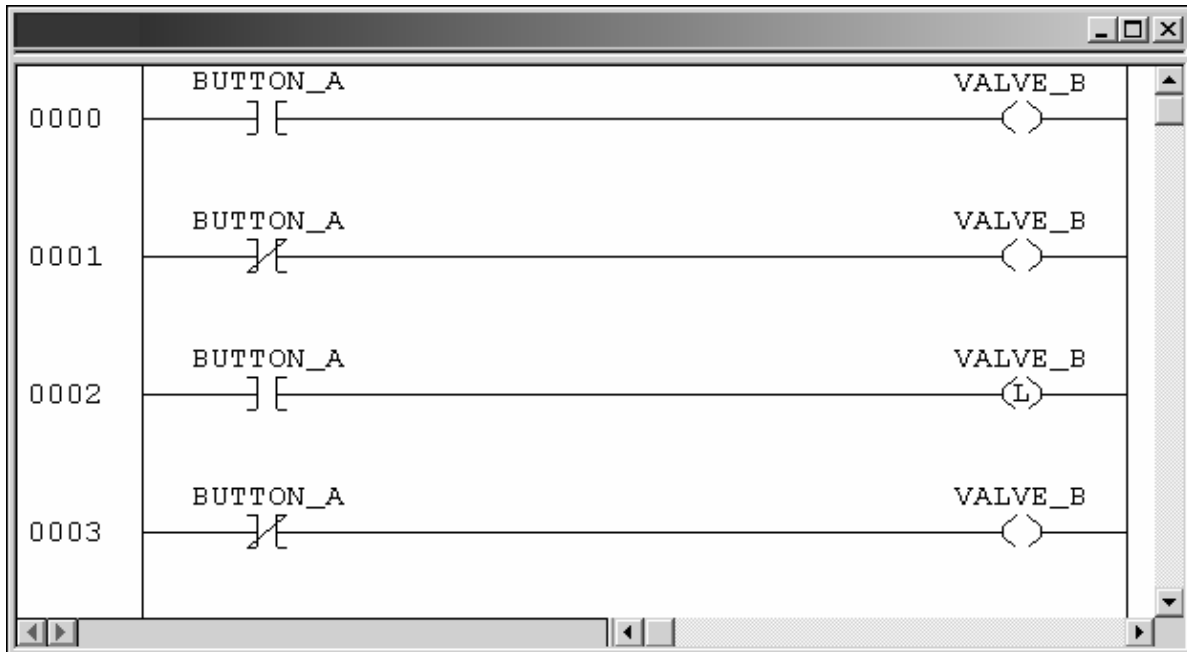 BUTTON_A VALVE_B
0000
BUTTON_A VALVE_B
0001
BUTTON_A VALVE_B
0002 L
BUTTON_A VALVE_B
0003